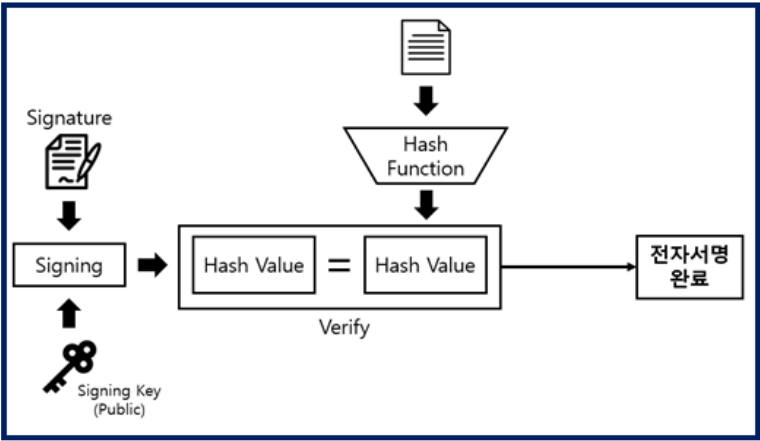 Signature
Hash
Function
Signing
Hash Value
=
Hash Value
전자서명
완료
Verify
Signing Key
(Public)